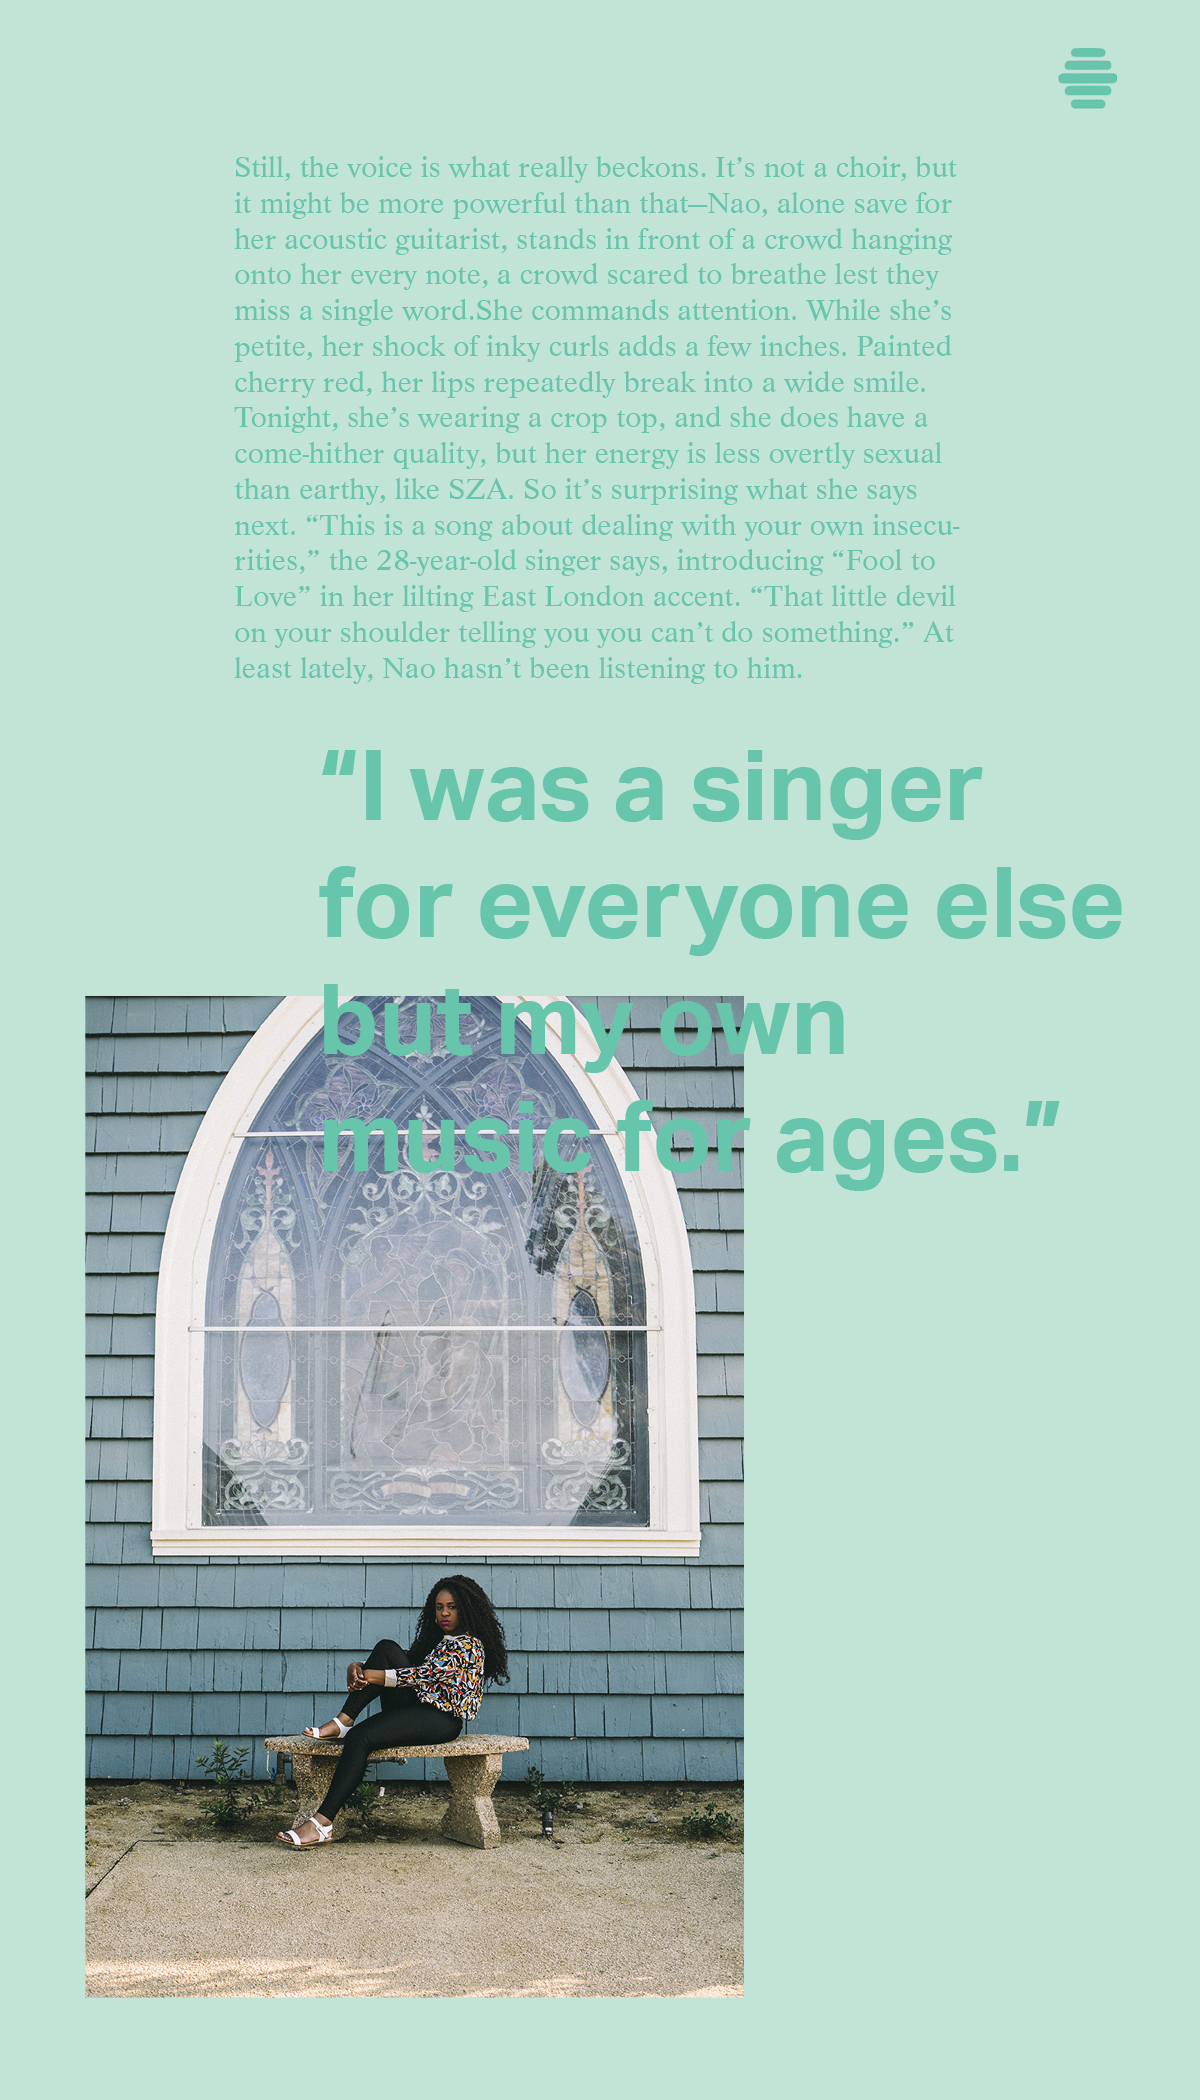 Still, the voice is what really beckons. It’s not a choir, but
it might be more powerful than that—Nao, alone save for
her acoustic guitarist, stands in front of a crowd hanging
onto her every note, a crowd scared to breathe lest they
miss a single word.She commands attention. While she’s
petite, her shock of inky curls adds a few inches. Painted
cherry red, her lips repeatedly break into a wide smile.
Tonight, she’s wearing a crop top, and she does have a
come-hither quality, but her energy is less overtly sexual
than earthy, like SZA. So it’s surprising what she says
next. “This is a song about dealing with your own insecu-
rities,” the 28-year-old singer says, introducing “Fool to
Love” in her lilting East London accent. “That little devil
on your shoulder telling you you can’t do something.” At
least lately, Nao hasn’t been listening to him.
“I was a singer
for everyone else
but my own
music for ages.”